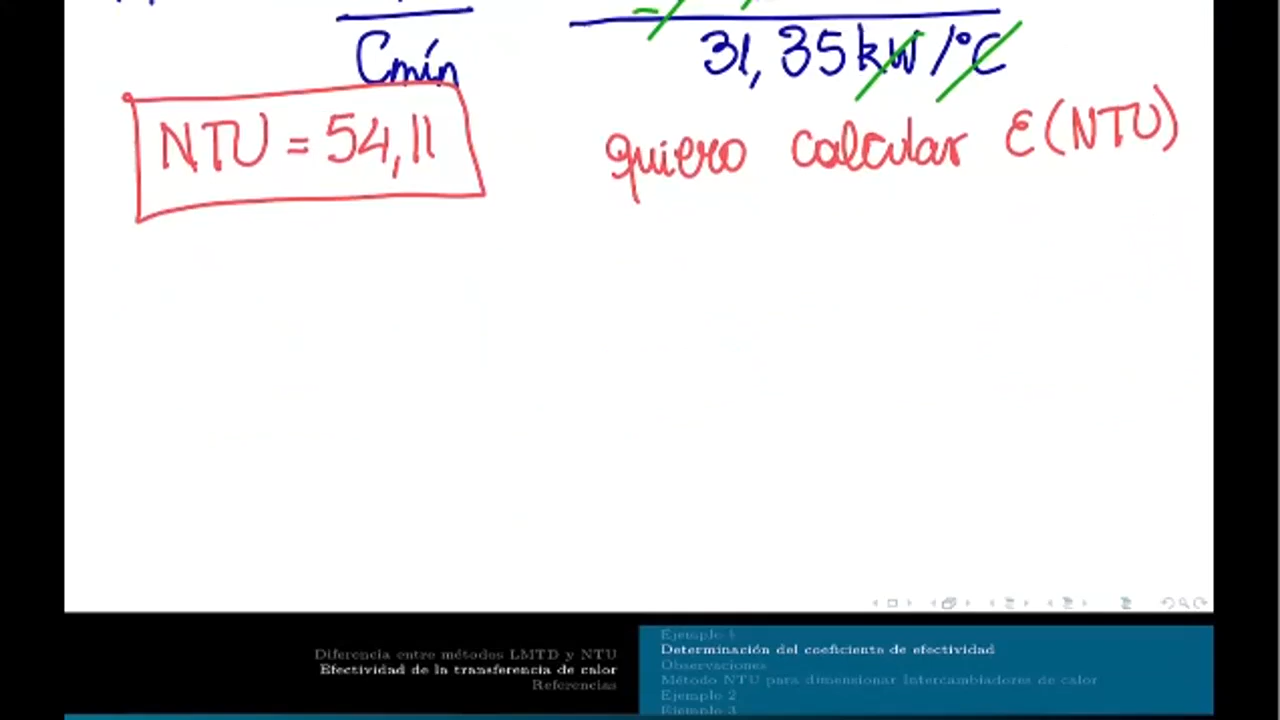 Cmín
31,35 kW/°C
NTU = 54,11
quiero calcular ε(NTU)
Diferencia entre métodos LMTD y NTU
Efectividad de la transferencia de calor
Referencias
Ejemplo 1
Determinación del coeficiente de efectividad
Observaciones
Método NTU para dimensionar Intercambiadores de calor
Ejemplo 2
Ejemplo 3